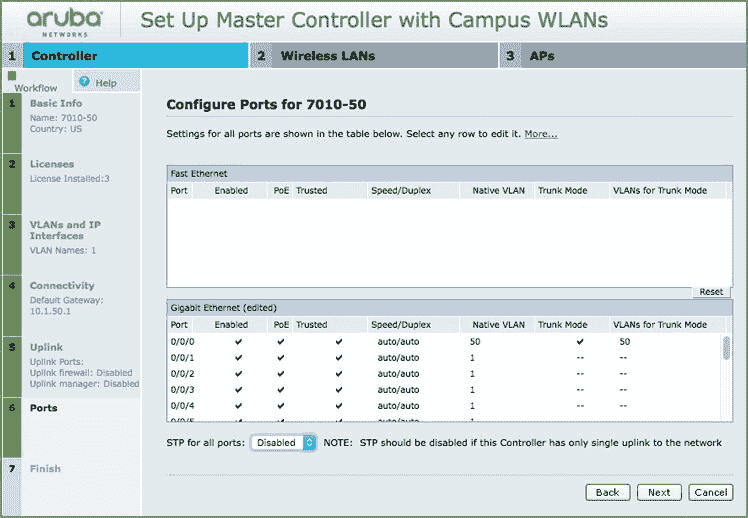 aruba
NETWORKS
Set Up Master Controller with Campus WLANs
1 Controller 2 Wireless LANs 3 APs
Workflow
Help
1 Basic Info
Name: 7010-50
Country: US
2 Licenses
License Installed:3
3 VLANs and IP
Interfaces
VLAN Names: 1
4 Connectivity
Default Gateway:
10.1.50.1
5 Uplink
Uplink Ports:
Uplink firewall: Disabled
Uplink manager: Disabled
6 Ports
7 Finish
Configure Ports for 7010-50
Settings for all ports are shown in the table below. Select any row to edit it. More...
Fast Ethernet
Port Enabled PoE Trusted Speed/Duplex Native VLAN Trunk Mode VLANs for Trunk Mode
Reset
Gigabit Ethernet (edited)
Port Enabled PoE Trusted Speed/Duplex Native VLAN Trunk Mode VLANs for Trunk Mode
0/0/0 ✔ ✔ ✔ auto/auto 50 ✔ 50
0/0/1 ✔ ✔ ✔ auto/auto 1 -- --
0/0/2 ✔ ✔ ✔ auto/auto 1 -- --
0/0/3 ✔ ✔ ✔ auto/auto 1 -- --
0/0/4 ✔ ✔ ✔ auto/auto 1 -- --
0/0/5 ✔ ✔ ✔ auto/auto 1 -- --
STP for all ports: Disabled NOTE: STP should be disabled if this Controller has only single uplink to the network
Back Next Cancel